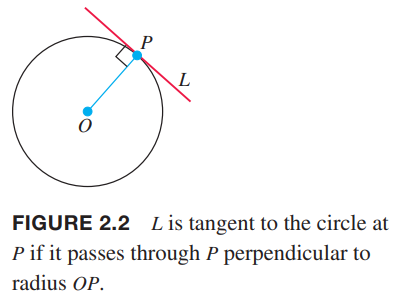 P
L
O
FIGURE 2.2 L is tangent to the circle at
P if it passes through P perpendicular to
radius OP.